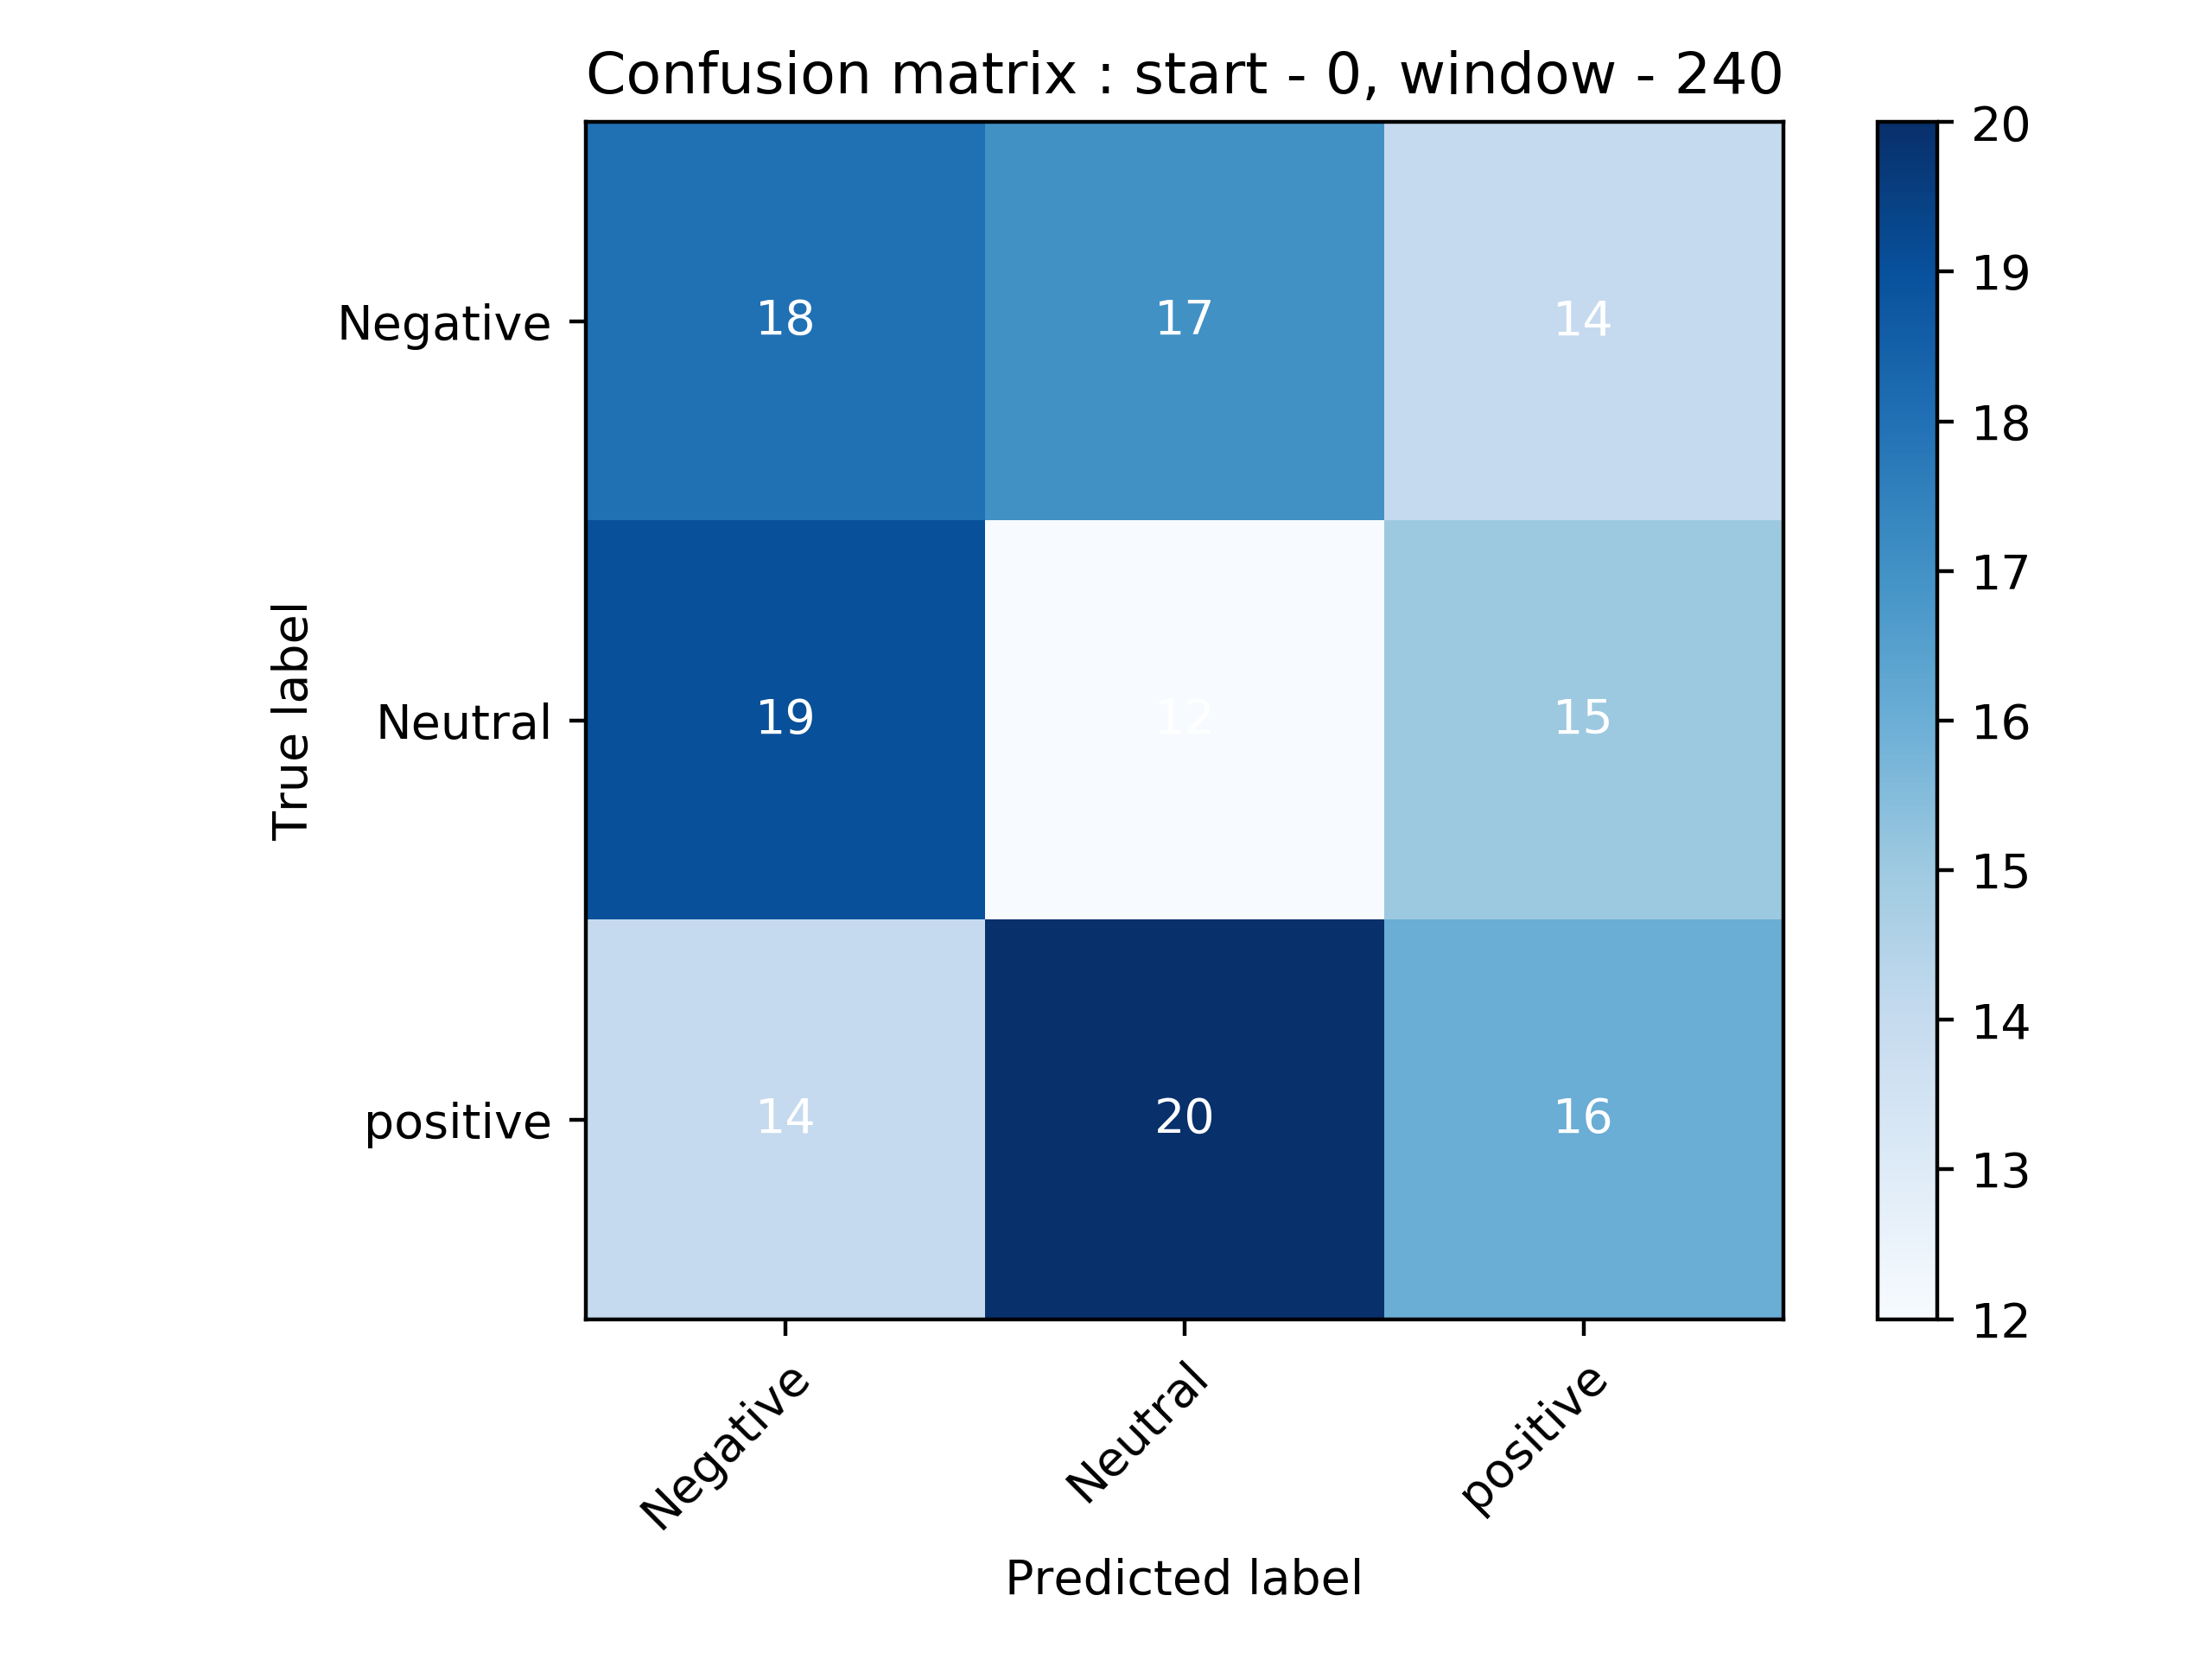 Confusion matrix : start - 0, window - 240
20
19
18
17
16
15
14
13
12
True label
Negative
Neutral
positive
18 17 14
19 12 15
14 20 16
Negative
Neutral
positive
Predicted label